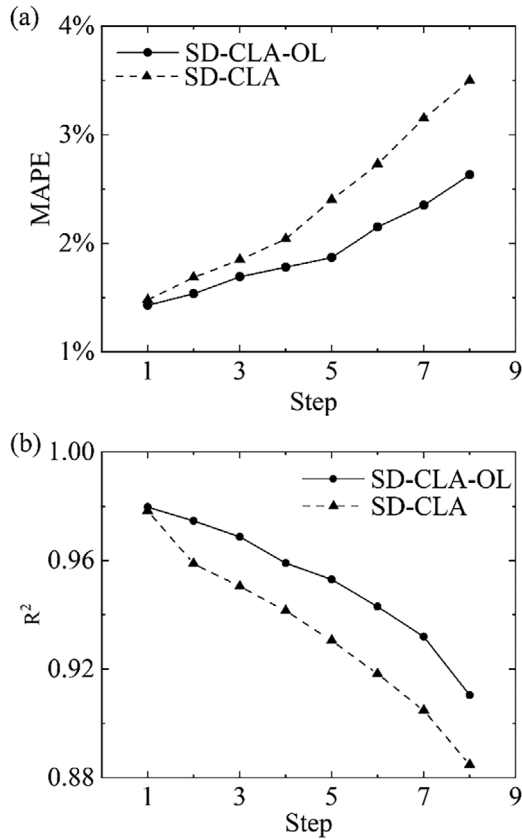 (a)
4%
3%
2%
1%
MAPE
SD-CLA-OL
SD-CLA
1 3 5 7 9
Step
(b)
1.00
0.96
0.92
0.88
R²
SD-CLA-OL
SD-CLA
1 3 5 7 9
Step